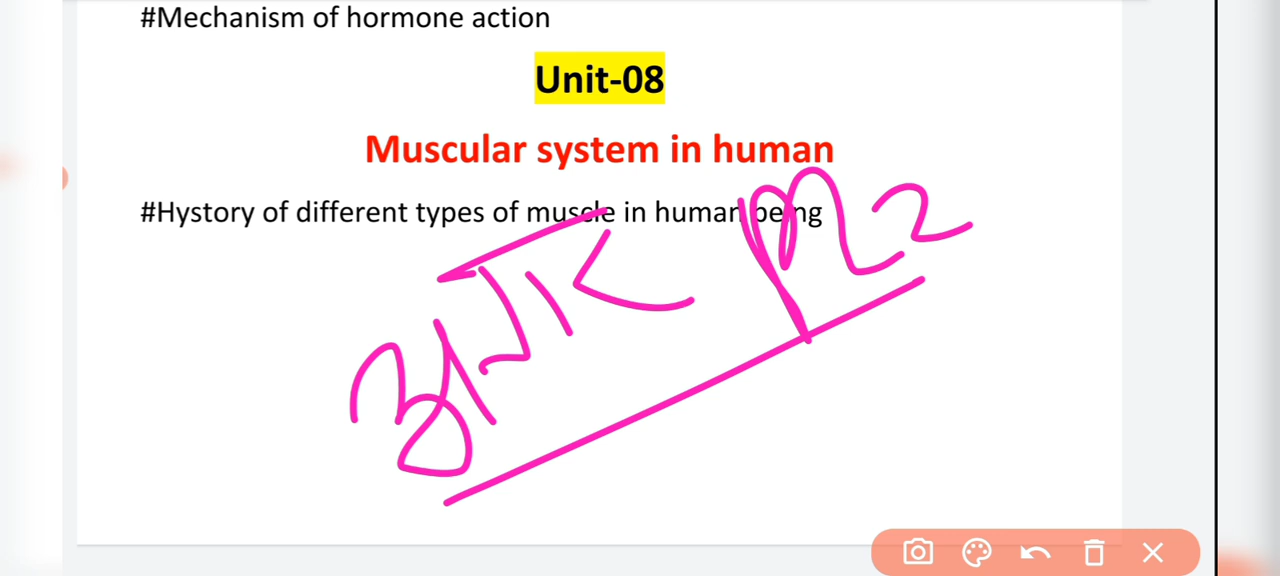 #Mechanism of hormone action
Unit-08
Muscular system in human
#Hystory of different types of muscle in human being